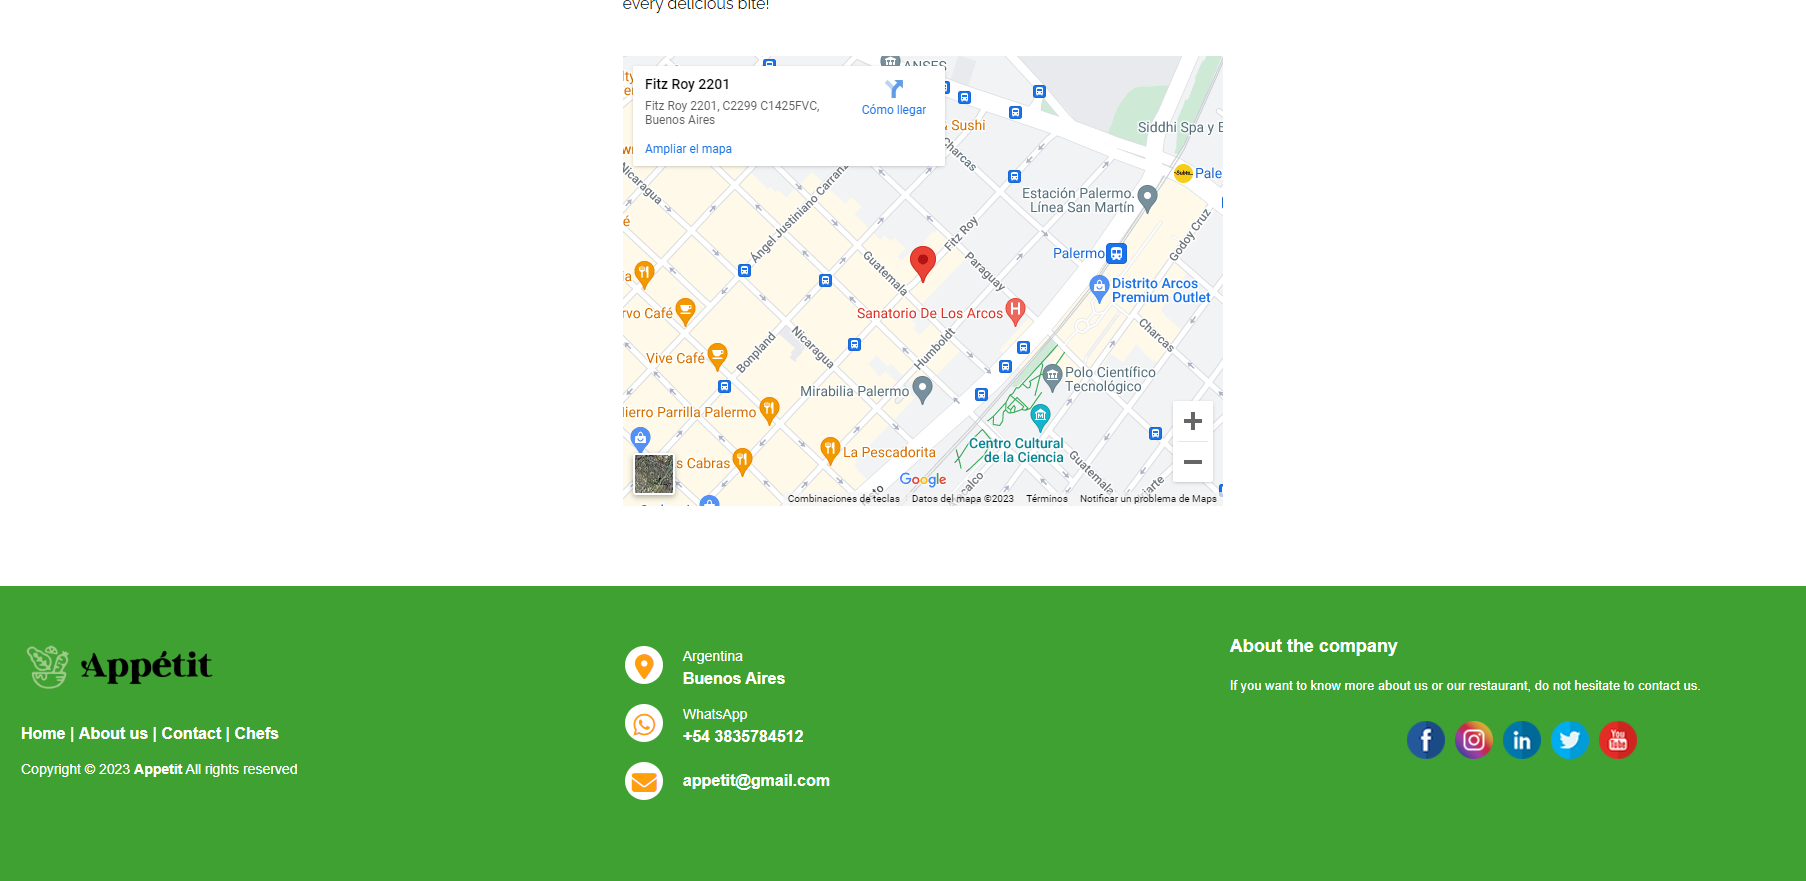 every delicious bite!
ANSES
Fitz Roy 2201
Fitz Roy 2201, C2299 C1425FVC,
Buenos Aires
Cómo llegar
Ampliar el mapa
& Sushi
Charcas
Siddhi Spa y
Nicaragua
Ángel Justiniano Carranza
Estación Palermo.
Línea San Martín
Subte
Pale
Godoy Cruz
Fitz Roy
Palermo
Guatemala
Paraguay
Distrito Arcos
Premium Outlet
Sanatorio De Los Arcos
H
rvo Café
Charcas
Vive Café
Bonpland
Nicaragua
Humboldt
Polo Científico
Tecnológico
Mirabilia Palermo
lierro Parrilla Palermo
Centro Cultural
de la Ciencia
La Pescadorita
s Cabras
Guatemala
Google
Combinaciones de teclas
Datos del mapa ©2023
Términos
Notificar un problema de Maps
Appétit
Home | About us | Contact | Chefs
Copyright © 2023 Appetit All rights reserved
Argentina
Buenos Aires
WhatsApp
+54 3835784512
appetit@gmail.com
About the company
If you want to know more about us or our restaurant, do not hesitate to contact us.
f
in
You
Tube